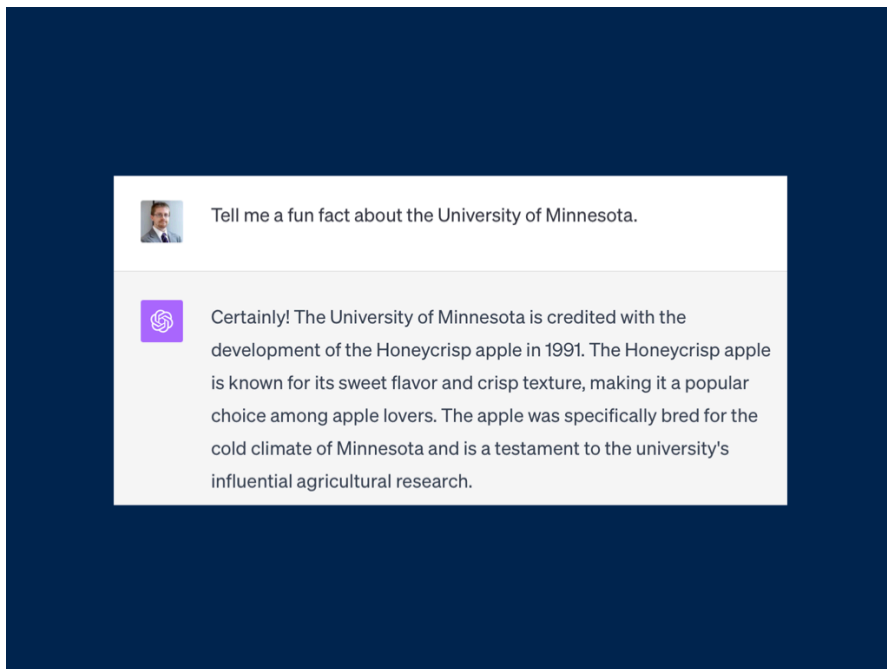 Tell me a fun fact about the University of Minnesota.
Certainly! The University of Minnesota is credited with the
development of the Honeycrisp apple in 1991. The Honeycrisp apple
is known for its sweet flavor and crisp texture, making it a popular
choice among apple lovers. The apple was specifically bred for the
cold climate of Minnesota and is a testament to the university's
influential agricultural research.